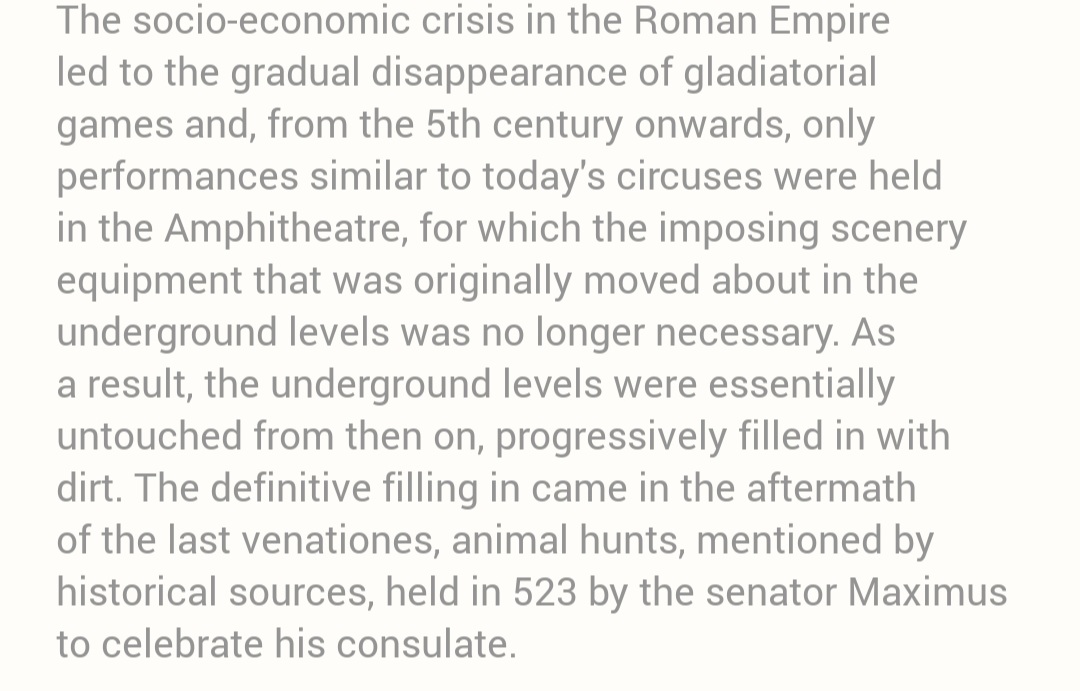 The socio-economic crisis in the Roman Empire
led to the gradual disappearance of gladiatorial
games and, from the 5th century onwards, only
performances similar to today's circuses were held
in the Amphitheatre, for which the imposing scenery
equipment that was originally moved about in the
underground levels was no longer necessary. As
a result, the underground levels were essentially
untouched from then on, progressively filled in with
dirt. The definitive filling in came in the aftermath
of the last venationes, animal hunts, mentioned by
historical sources, held in 523 by the senator Maximus
to celebrate his consulate.